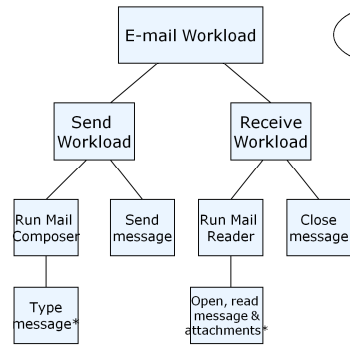 E-mail Workload
Send
Workload
Receive
Workload
Run Mail
Composer
Send
message
Run Mail
Reader
Close
message
Type
message*
Open, read
message &
attachments*